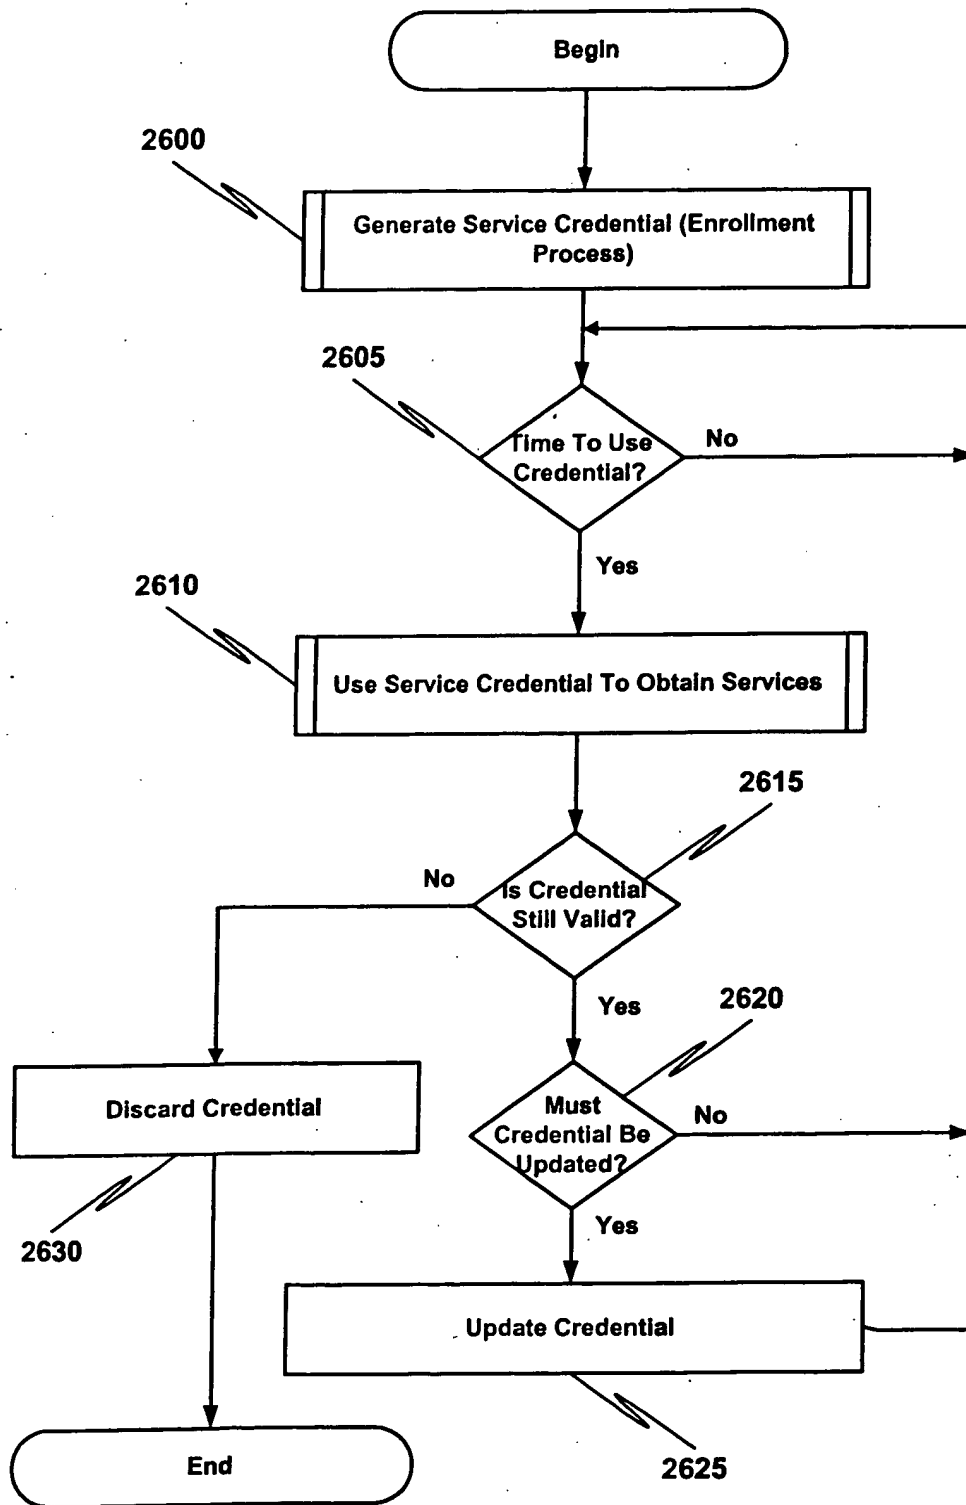 Begin
2600
Generate Service Credential (Enrollment
Process)
2605
Time To Use
Credential?
No
Yes
2610
Use Service Credential To Obtain Services
2615
No
Is Credential
Still Valid?
Yes
2620
Discard Credential
Must
Credential Be
Updated?
No
2630
Yes
Update Credential
End
2625